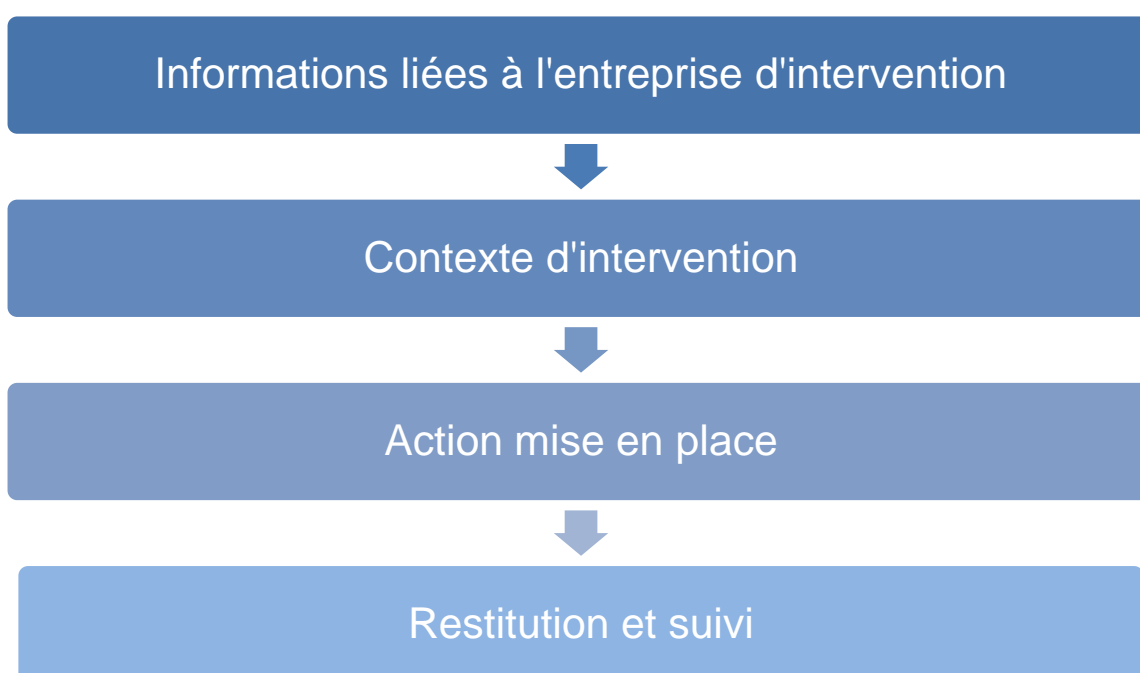 Informations liées à l'entreprise d'intervention
Contexte d'intervention
Action mise en place
Restitution et suivi